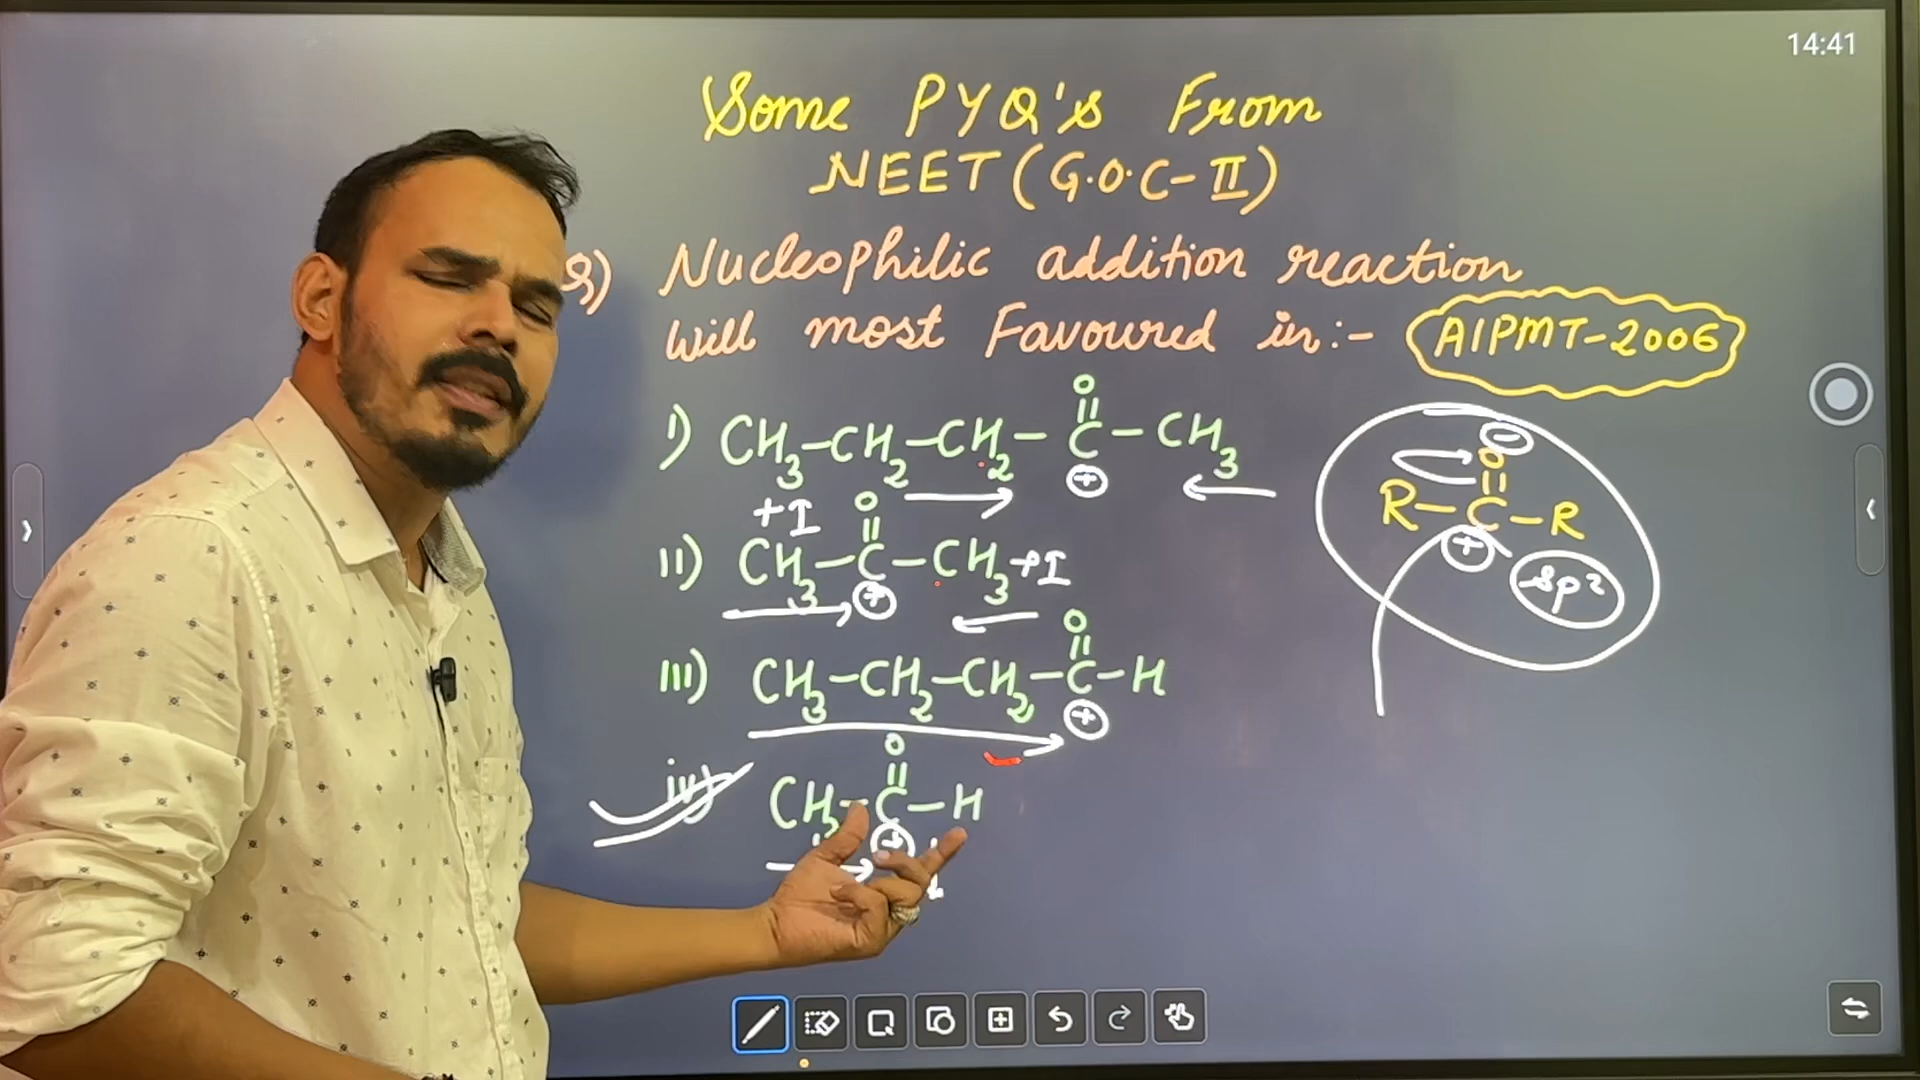 14:41
Some PYQ's From
NEET (G.O.C-II)
Q) Nucleophilic addition reaction
will most Favoured in:- AIPMT-2006
O
I) CH3-CH2-CH2-C-CH3
+
+I
O
II) CH3-C-CH3 +I
+
O
III) CH3-CH2-CH2-C-H
+
O
iv) CH3-C-H
+
-
O
R-C-R
+
sp2